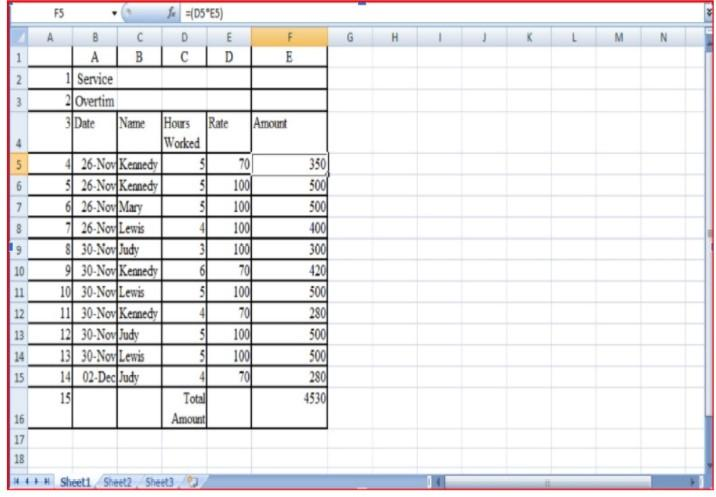 F5 fx =(D5*E5)
A B C D E F G H I J K L M N
1 A B C D E
2 1 Service
3 2 Overtim
4 3 Date Name Hours Worked Rate Amount
5 4 26-Nov Kennedy 5 70 350
6 5 26-Nov Kennedy 5 100 500
7 6 26-Nov Mary 5 100 500
8 7 26-Nov Lewis 4 100 400
9 8 30-Nov Judy 3 100 300
10 9 30-Nov Kennedy 6 70 420
11 10 30-Nov Lewis 5 100 500
12 11 30-Nov Kennedy 4 70 280
13 12 30-Nov Judy 5 100 500
14 13 30-Nov Lewis 5 100 500
15 14 02-Dec Judy 4 70 280
16 15 Total Amount 4530
17
18
Sheet1 Sheet2 Sheet3